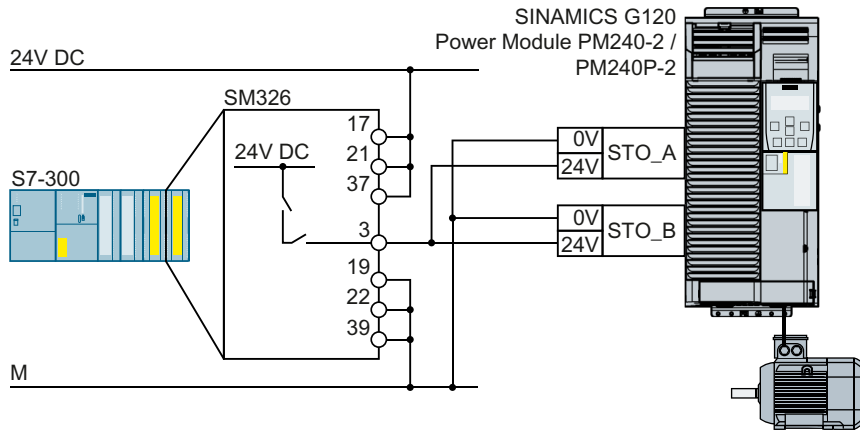 SINAMICS G120
Power Module PM240-2 /
PM240P-2
24V DC
SM326
17
0V
STO_A
24V DC
21
24V
S7-300
37
0V
STO_B
3
24V
19
22
39
M